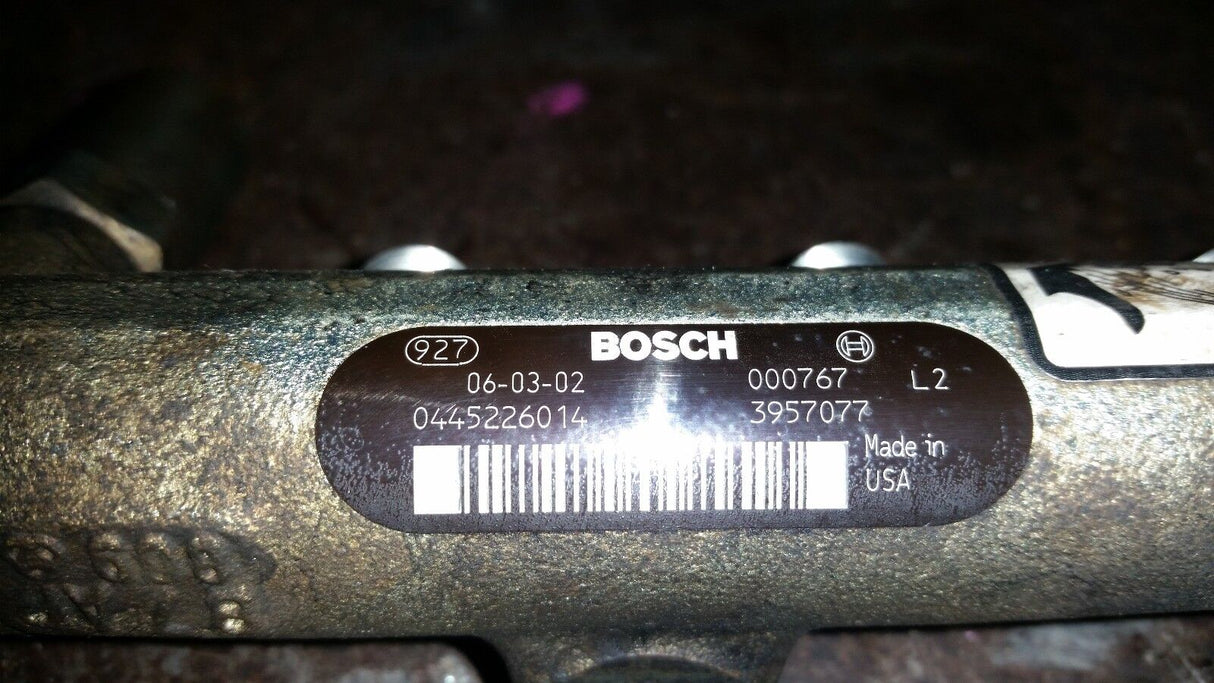 927 BOSCH
06-03-02 000767 L2
0445226014 3957077
Made in
USA